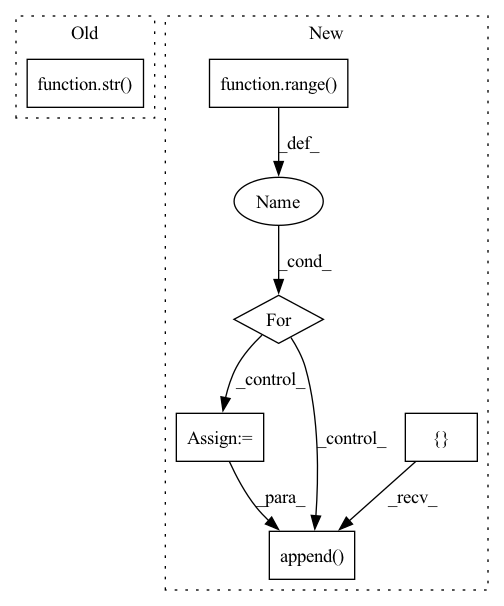 Old
New
function.str()
function.range()
_def_
Name
_cond_
For
_control_
_control_
Assign:=
{}
_para_
_recv_
append()